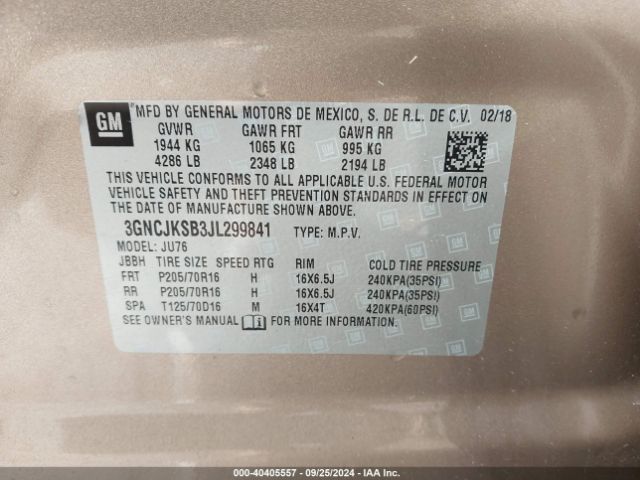 GM
MFD BY GENERAL MOTORS DE MEXICO, S. DE R.L. DE C.V. 02/18
GVWR GAWR FRT GAWR RR
1944 KG 1065 KG 995 KG
4286 LB 2348 LB 2194 LB
THIS VEHICLE CONFORMS TO ALL APPLICABLE U.S. FEDERAL MOTOR
VEHICLE SAFETY AND THEFT PREVENTION STANDARDS IN EFFECT ON
THE DATE OF MANUFACTURE SHOWN ABOVE.
3GNCJKSB3JL299841 TYPE: M.P.V.
MODEL: JU76
JBBH TIRE SIZE SPEED RTG RIM COLD TIRE PRESSURE
FRT P205/70R16 H 16X6.5J 240KPA(35PSI)
RR P205/70R16 H 16X6.5J 240KPA(35PSI)
SPA T125/70D16 M 16X4T 420KPA(60PSI)
SEE OWNER'S MANUAL FOR MORE INFORMATION.
000-40405557 - 09/25/2024 - IAA Inc.